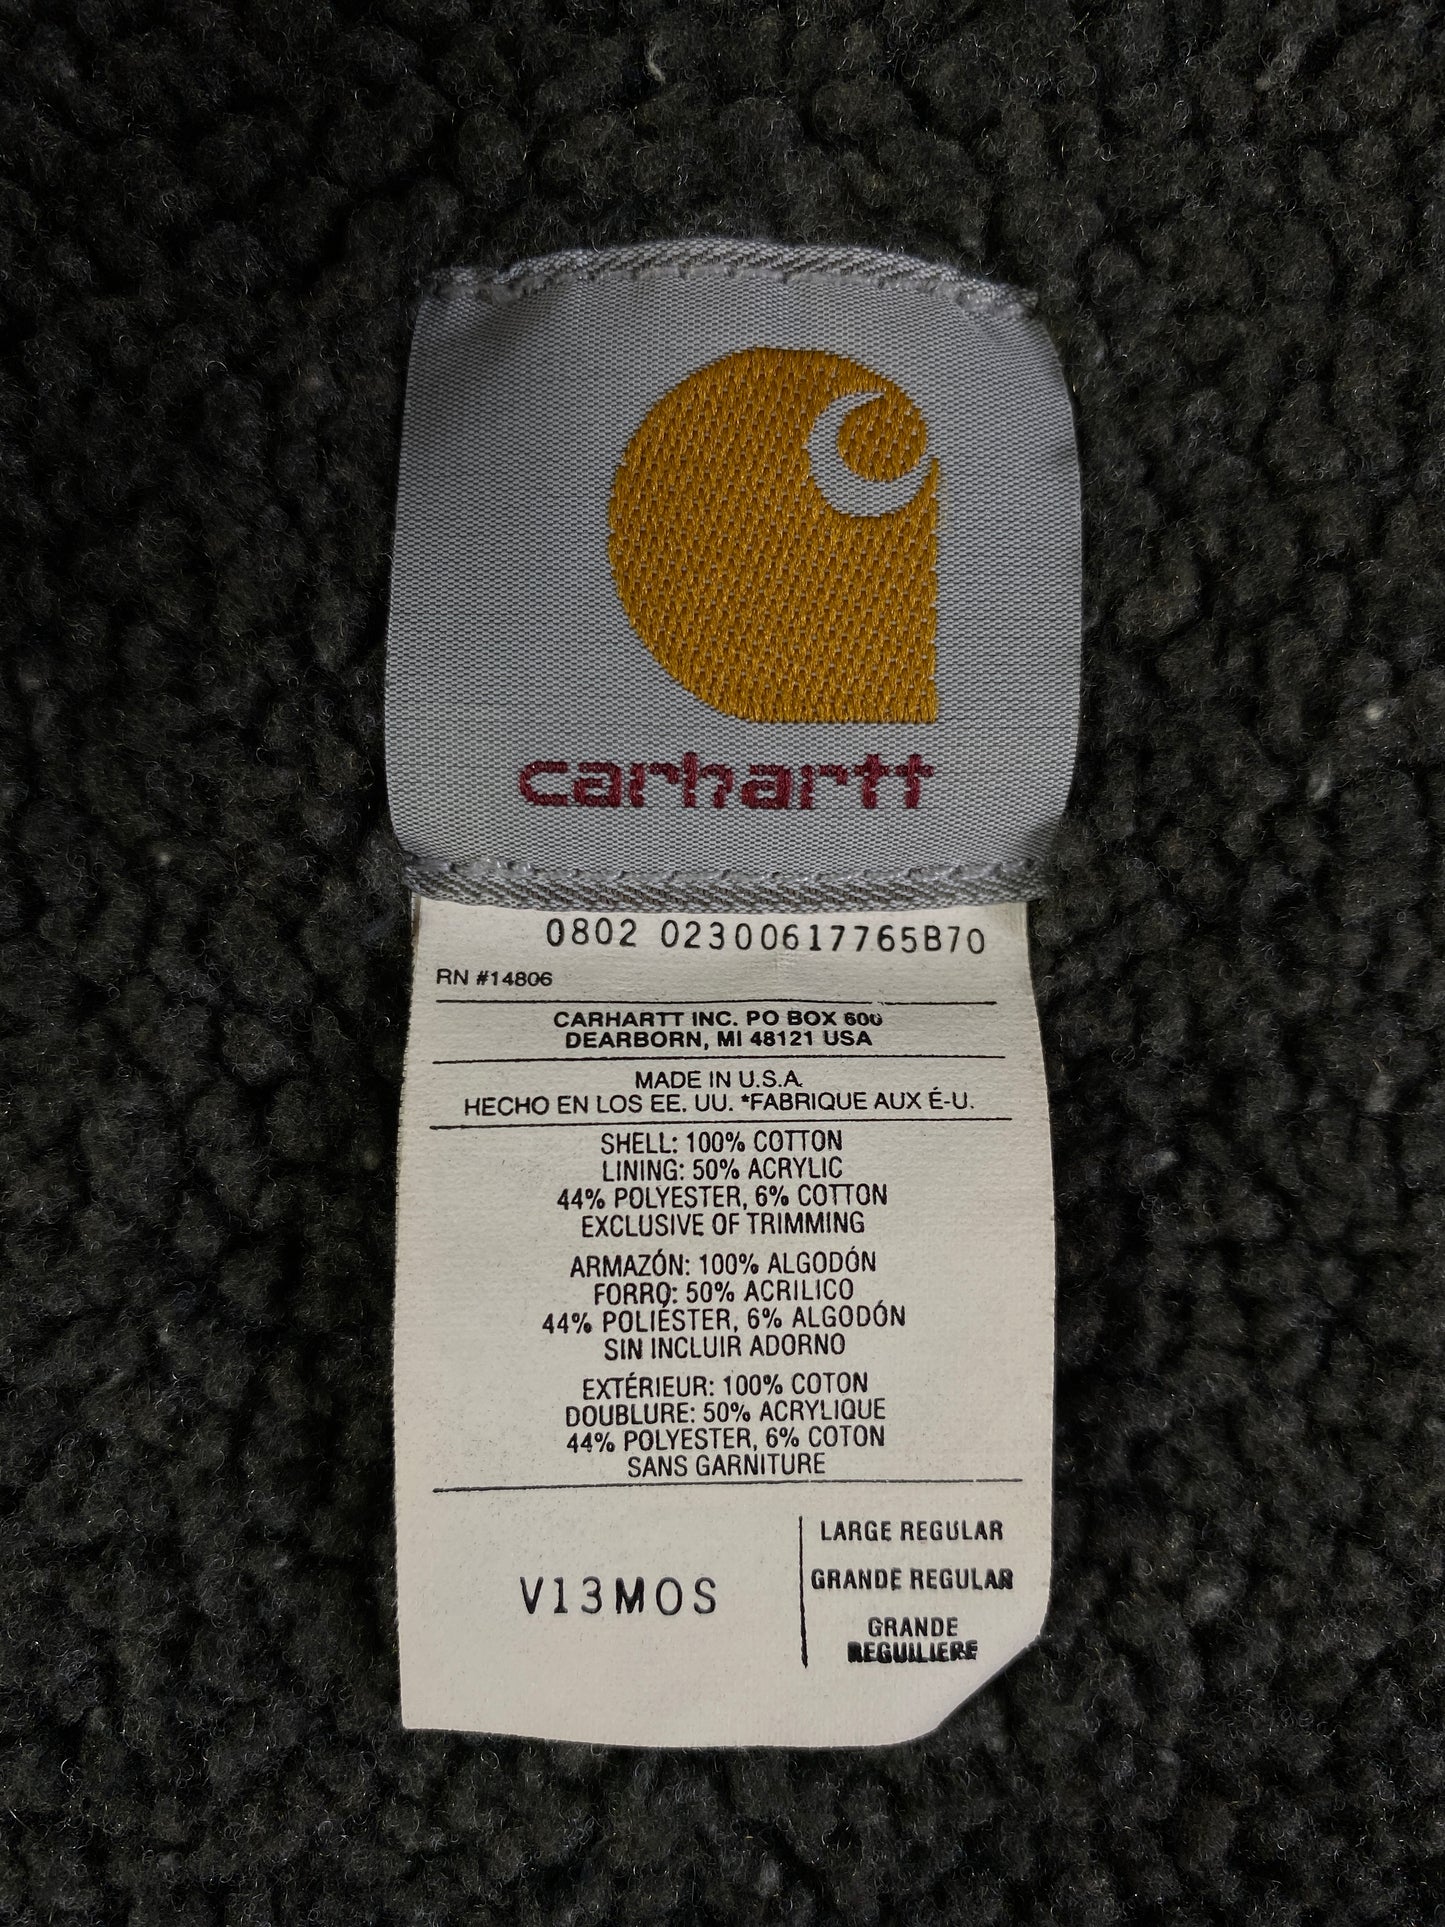 carhartt
0802 02300617765B70
RN #14806
CARHARTT INC. PO BOX 600
DEARBORN, MI 48121 USA
MADE IN U.S.A.
HECHO EN LOS EE. UU. *FABRIQUE AUX É-U.
SHELL: 100% COTTON
LINING: 50% ACRYLIC
44% POLYESTER, 6% COTTON
EXCLUSIVE OF TRIMMING
ARMAZÓN: 100% ALGODÓN
FORRO: 50% ACRILICO
44% POLIÉSTER, 6% ALGODÓN
SIN INCLUIR ADORNO
EXTÉRIEUR: 100% COTON
DOUBLURE: 50% ACRYLIQUE
44% POLYESTER, 6% COTON
SANS GARNITURE
V13MOS
LARGE REGULAR
GRANDE REGULAR
GRANDE
REGUILIERE